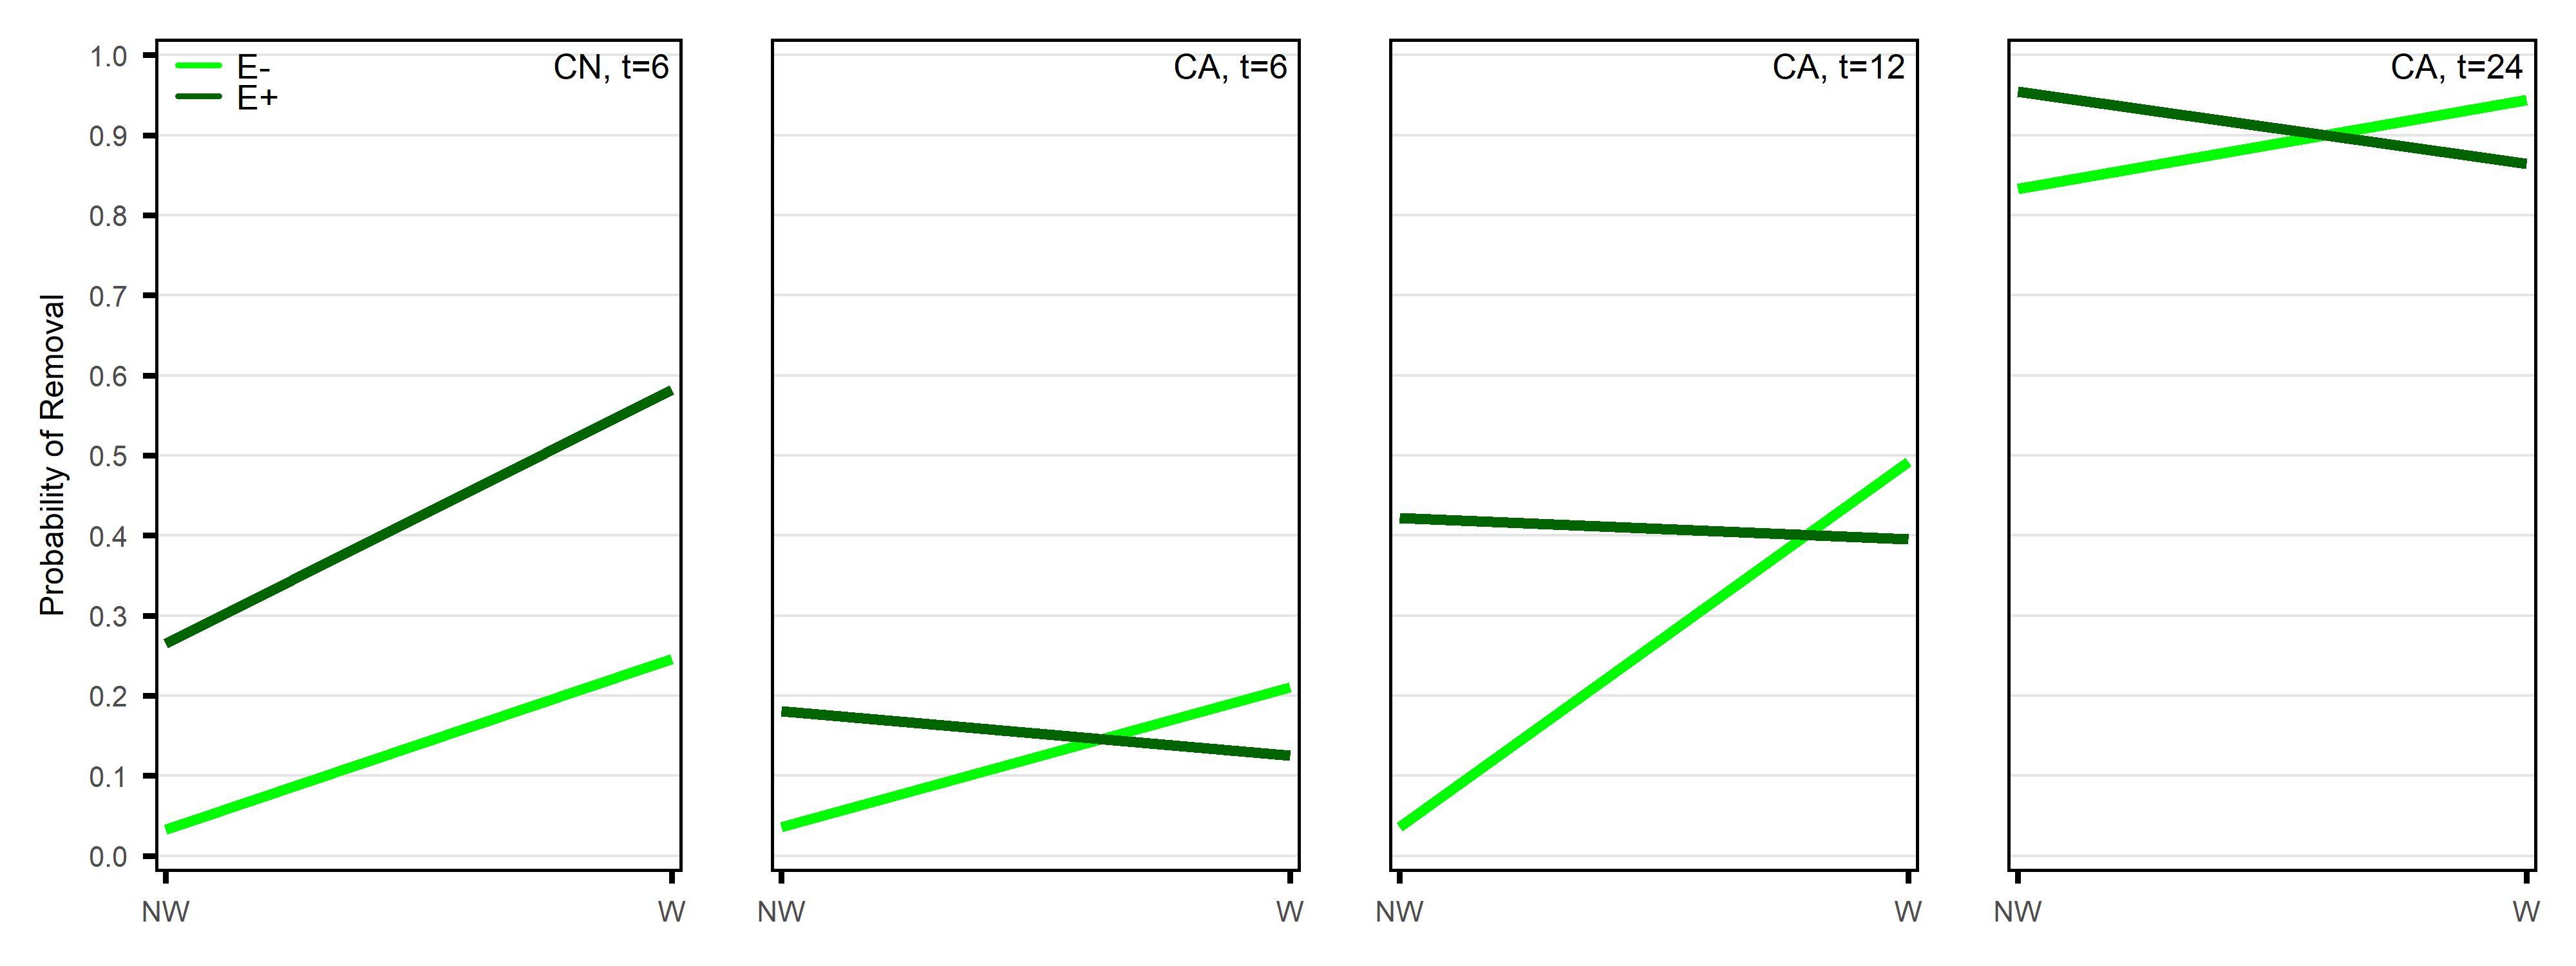 Probability of Removal
1.0
0.9
0.8
0.7
0.6
0.5
0.4
0.3
0.2
0.1
0.0
E-
E+
CN, t=6
NW W
CA, t=6
NW W
CA, t=12
NW W
CA, t=24
NW W